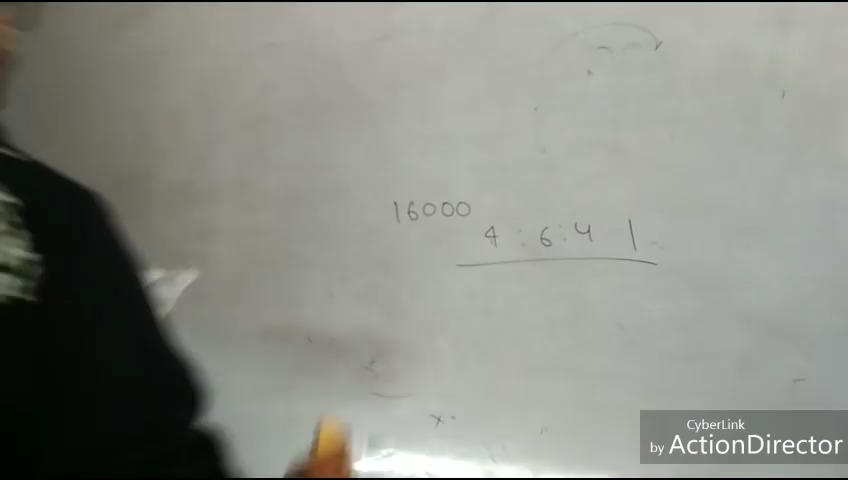 16000
4 : 6 : 4 1
CyberLink
by ActionDirector